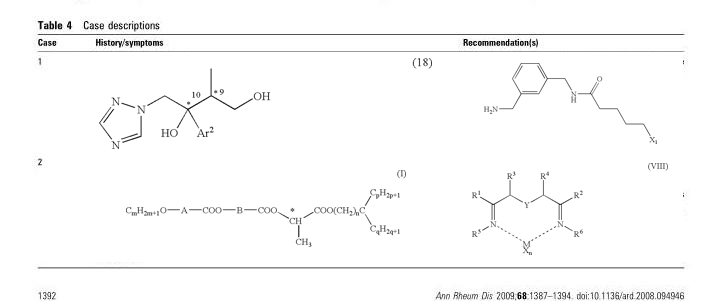 Table 4 Case descriptions
Case History/symptoms Recommendation(s)
1
(18)
N
N
N
10
* *9
OH
HO Ar²
O
N
H
H₂N
X₁
2
(I)
CₘH₂ₘ₊₁O—A—COO—B—COO
*
CH
CH₃
COO(CH₂)ₙC
CₚH₂ₚ₊₁
C_qH₂q₊₁
(VIII)
R³ R⁴
R¹ R²
Y
N N
R⁵ R⁶
M
Xₙ
1392 Ann Rheum Dis 2009;68:1387–1394. doi:10.1136/ard.2008.094946